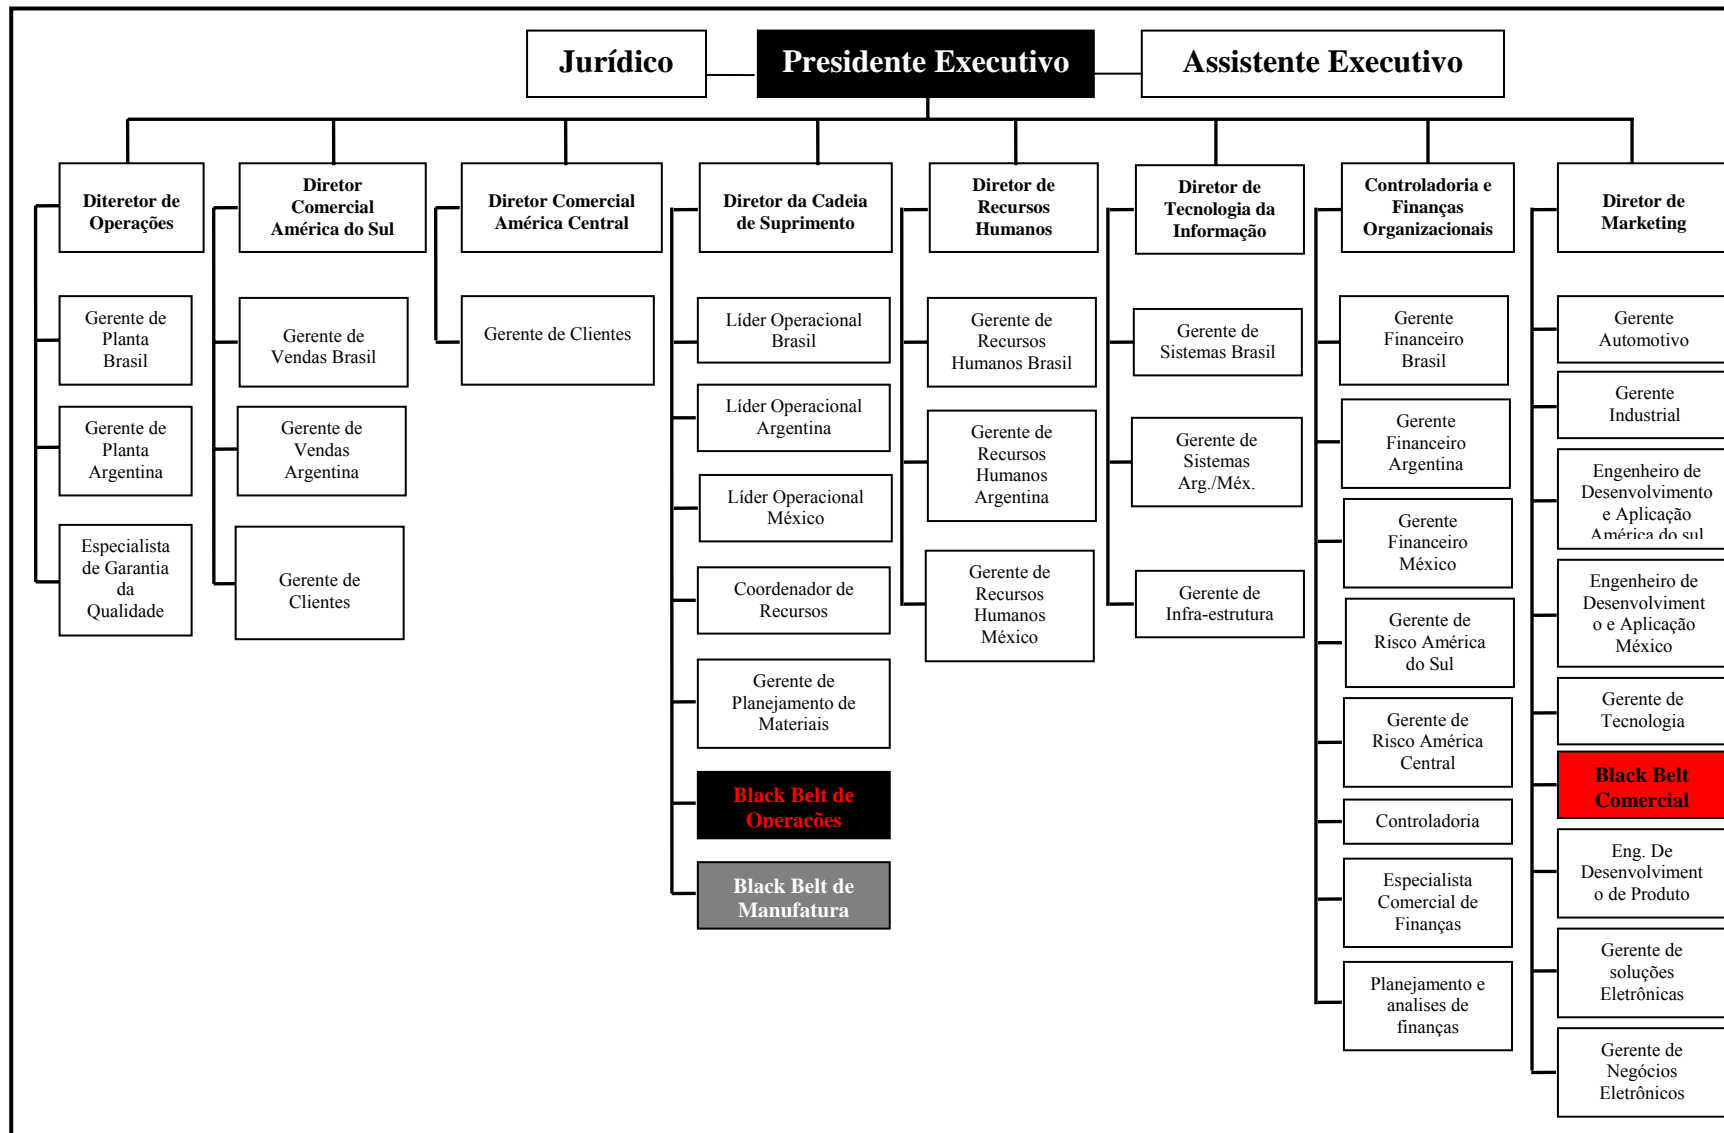 Jurídico
Presidente Executivo
Assistente Executivo
Diteretor de
Operações
Gerente de
Planta
Brasil
Gerente de
Planta
Argentina
Especialista
de Garantia
da
Qualidade
Diretor
Comercial
América do Sul
Gerente de
Vendas Brasil
Gerente de
Vendas
Argentina
Gerente de
Clientes
Diretor Comercial
América Central
Gerente de Clientes
Diretor da Cadeia
de Suprimento
Líder Operacional
Brasil
Líder Operacional
Argentina
Líder Operacional
México
Coordenador de
Recursos
Gerente de
Planejamento de
Materiais
Black Belt de
Operações
Black Belt de
Manufatura
Diretor de
Recursos
Humanos
Gerente de
Recursos
Humanos Brasil
Gerente de
Recursos
Humanos
Argentina
Gerente de
Recursos
Humanos
México
Diretor de
Tecnologia da
Informação
Gerente de
Sistemas Brasil
Gerente de
Sistemas
Arg./Méx.
Gerente de
Infra-estrutura
Controladoria e
Finanças
Organizacionais
Gerente
Financeiro
Brasil
Gerente
Financeiro
Argentina
Gerente
Financeiro
México
Gerente de
Risco América
do Sul
Gerente de
Risco América
Central
Controladoria
Especialista
Comercial de
Finanças
Planejamento e
analises de
finanças
Diretor de
Marketing
Gerente
Automotivo
Gerente
Industrial
Engenheiro de
Desenvolvimento
e Aplicação
América do sul
Engenheiro de
Desenvolviment
o e Aplicação
México
Gerente de
Tecnologia
Black Belt
Comercial
Eng. De
Desenvolviment
o de Produto
Gerente de
soluções
Eletrônicas
Gerente de
Negócios
Eletrônicos